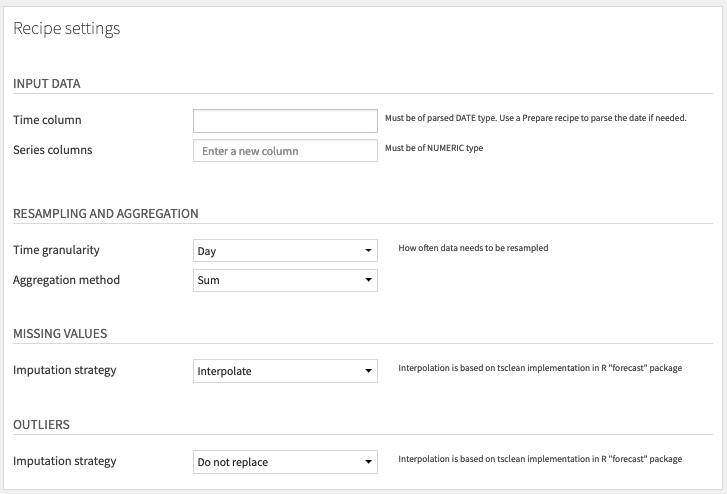 Recipe settings
INPUT DATA
Time column
Must be of parsed DATE type. Use a Prepare recipe to parse the date if needed.
Series columns
Enter a new column
Must be of NUMERIC type
RESAMPLING AND AGGREGATION
Time granularity
Day
How often data needs to be resampled
Aggregation method
Sum
MISSING VALUES
Imputation strategy
Interpolate
Interpolation is based on tsclean implementation in R "forecast" package
OUTLIERS
Imputation strategy
Do not replace
Interpolation is based on tsclean implementation in R "forecast" package